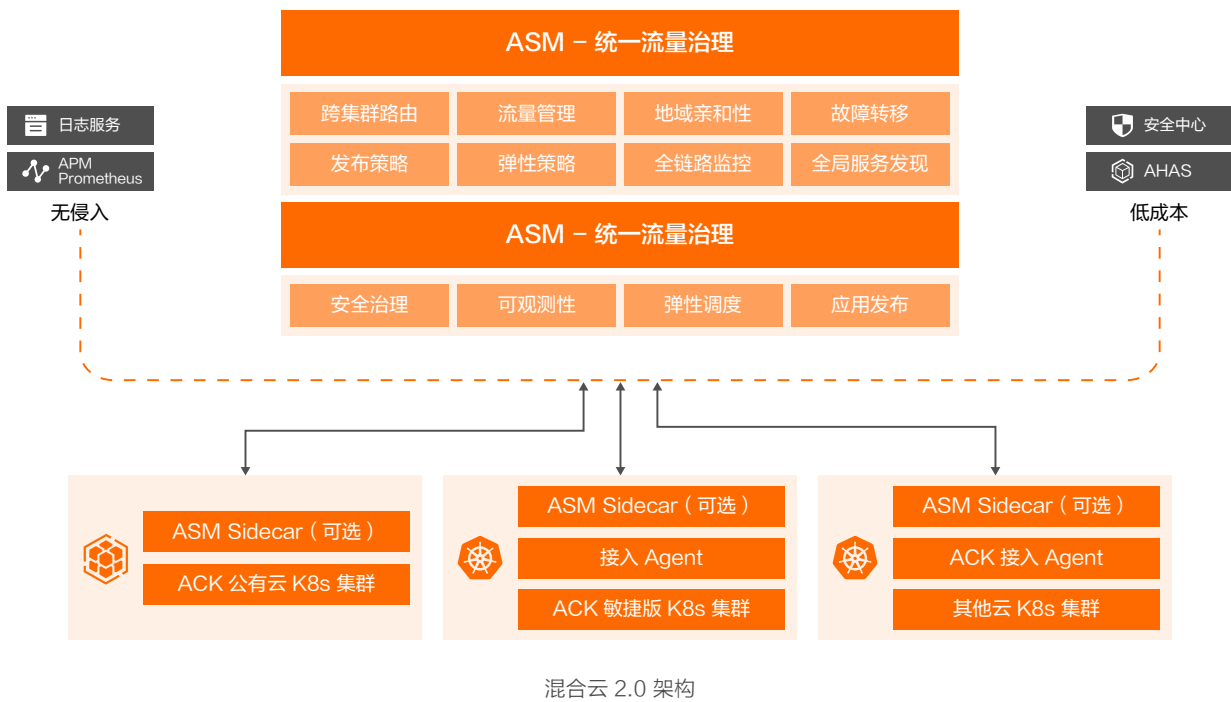 ASM – 统一流量治理
跨集群路由
流量管理
地域亲和性
故障转移
发布策略
弹性策略
全链路监控
全局服务发现
日志服务
APM
Prometheus
无侵入
安全中心
AHAS
低成本
ASM – 统一流量治理
安全治理
可观测性
弹性调度
应用发布
ASM Sidecar（可选）
ACK 公有云 K8s 集群
ASM Sidecar（可选）
接入 Agent
ACK 敏捷版 K8s 集群
ASM Sidecar（可选）
ACK 接入 Agent
其他云 K8s 集群
混合云 2.0 架构